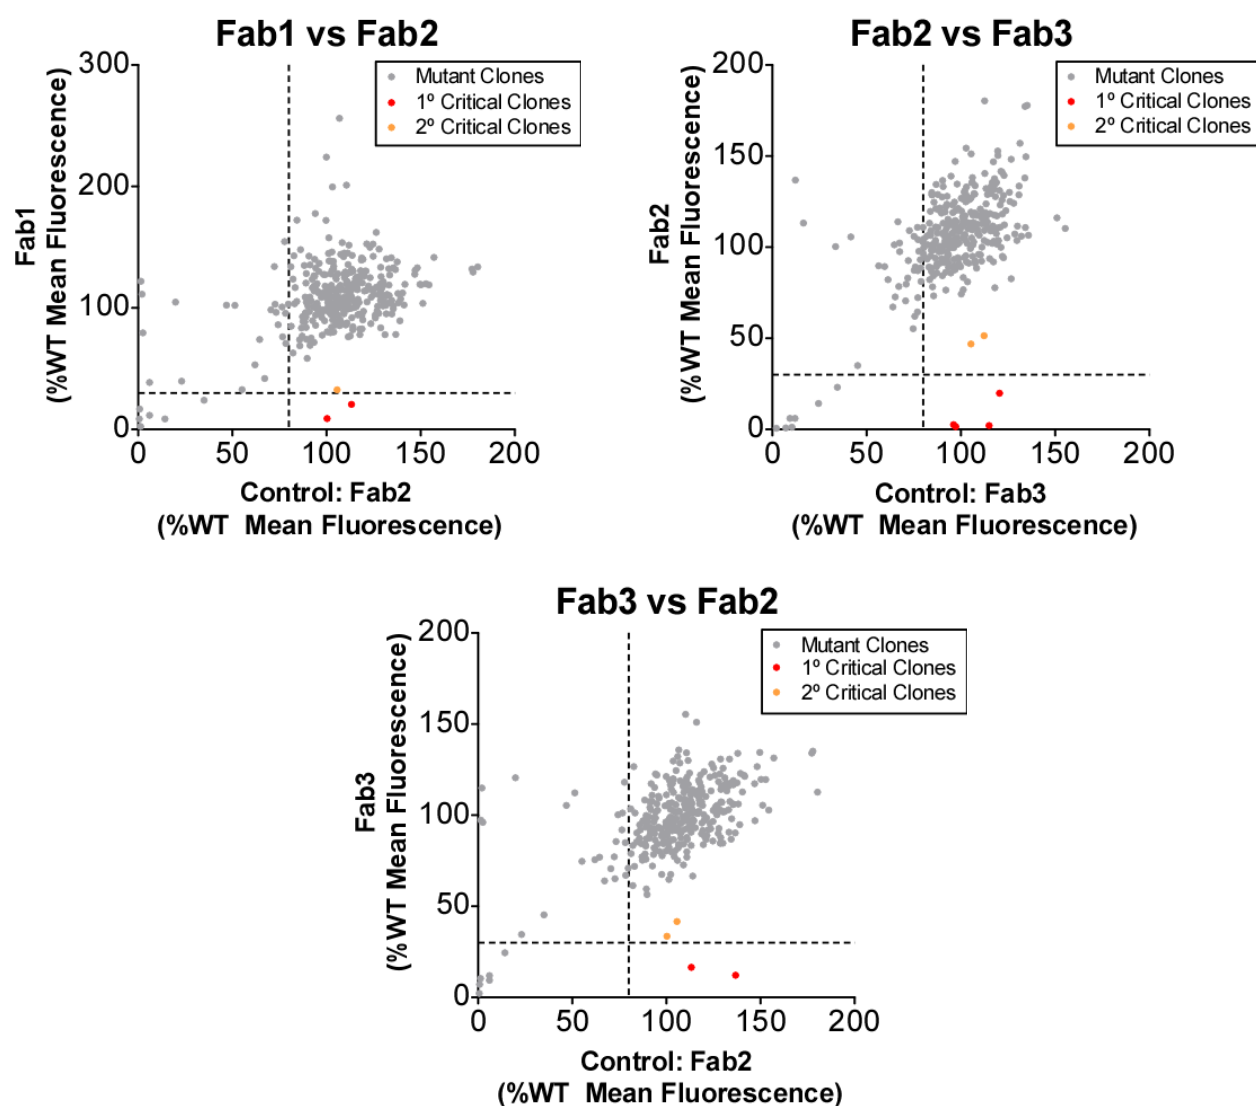 Fab1 vs Fab2
300
200
100
0
0
50
100
150
200
Fab1
(%WT Mean Fluorescence)
Mutant Clones
1º Critical Clones
2º Critical Clones
Control: Fab2
(%WT Mean Fluorescence)
Fab2 vs Fab3
200
150
100
50
0
0
50
100
150
200
Fab2
(%WT Mean Fluorescence)
Mutant Clones
1º Critical Clones
2º Critical Clones
Control: Fab3
(%WT Mean Fluorescence)
Fab3 vs Fab2
200
150
100
50
0
0
50
100
150
200
Fab3
(%WT Mean Fluorescence)
Mutant Clones
1º Critical Clones
2º Critical Clones
Control: Fab2
(%WT Mean Fluorescence)